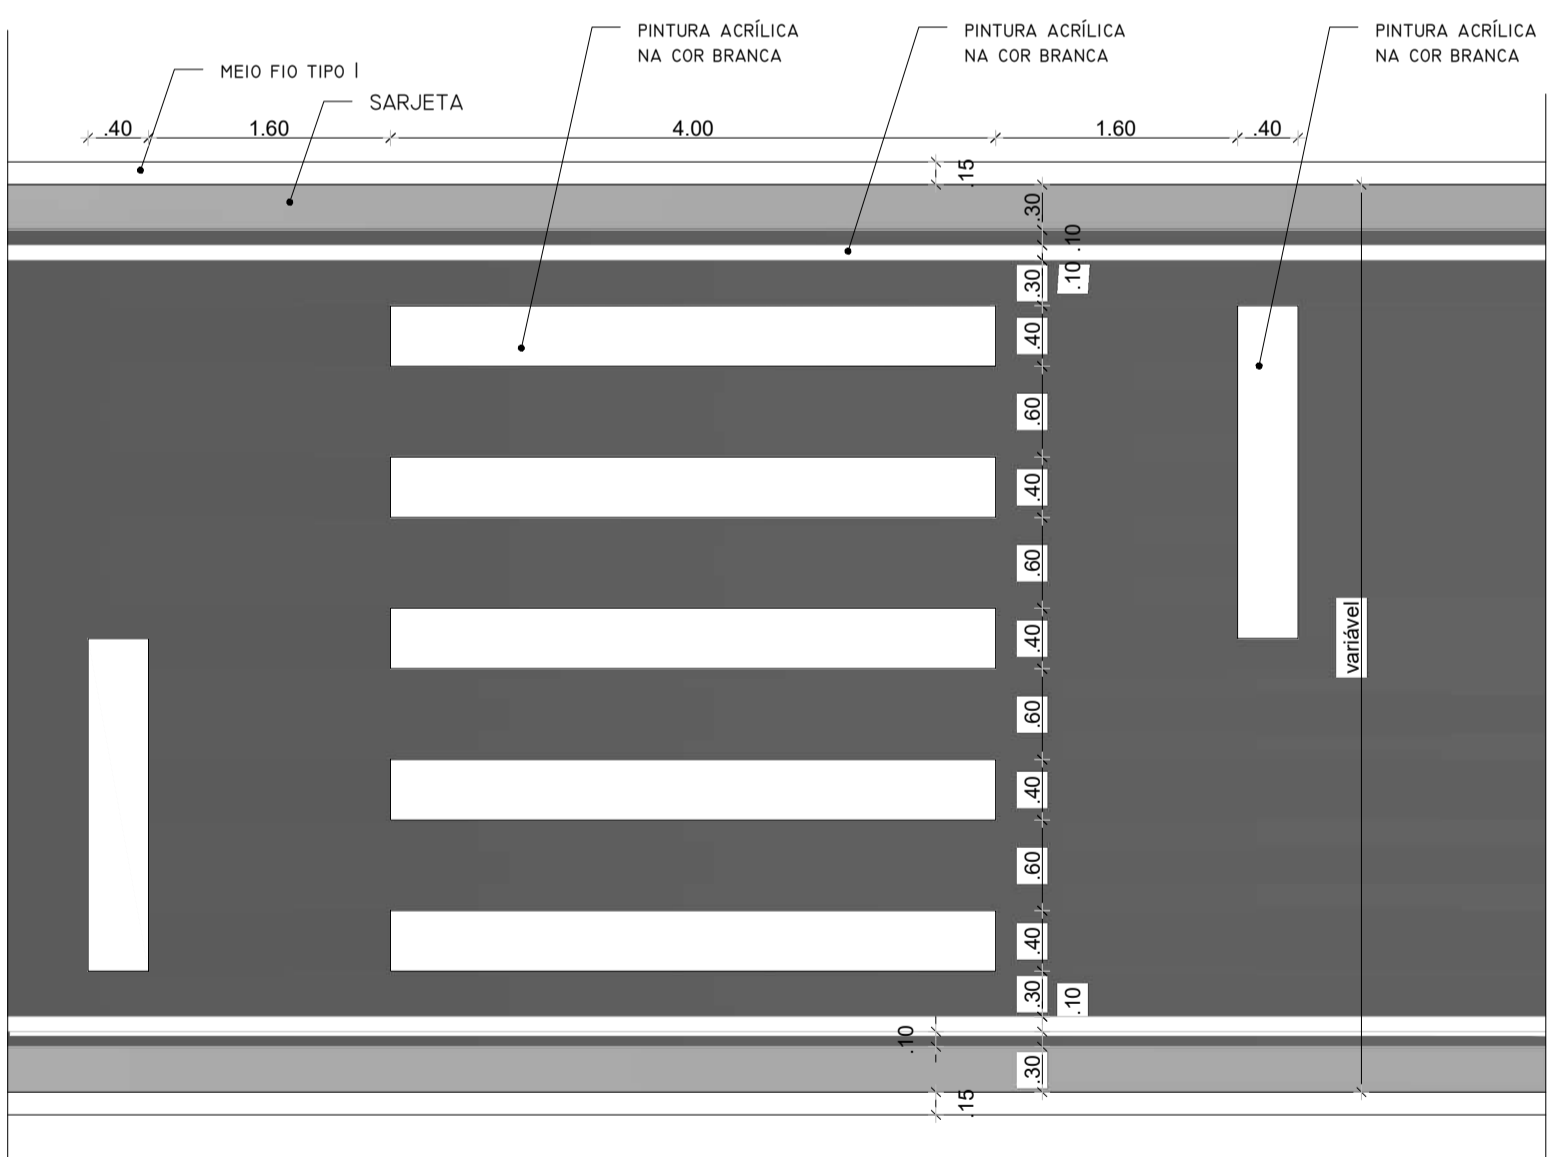 PINTURA ACRÍLICA
NA COR BRANCA
PINTURA ACRÍLICA
NA COR BRANCA
PINTURA ACRÍLICA
NA COR BRANCA
MEIO FIO TIPO I
SARJETA
.40
1.60
4.00
1.60
.40
.15
.30
.10
.10
.30
.40
.60
.40
.60
.40
.60
.40
.60
.40
.30
.10
.10
.30
.15
variável